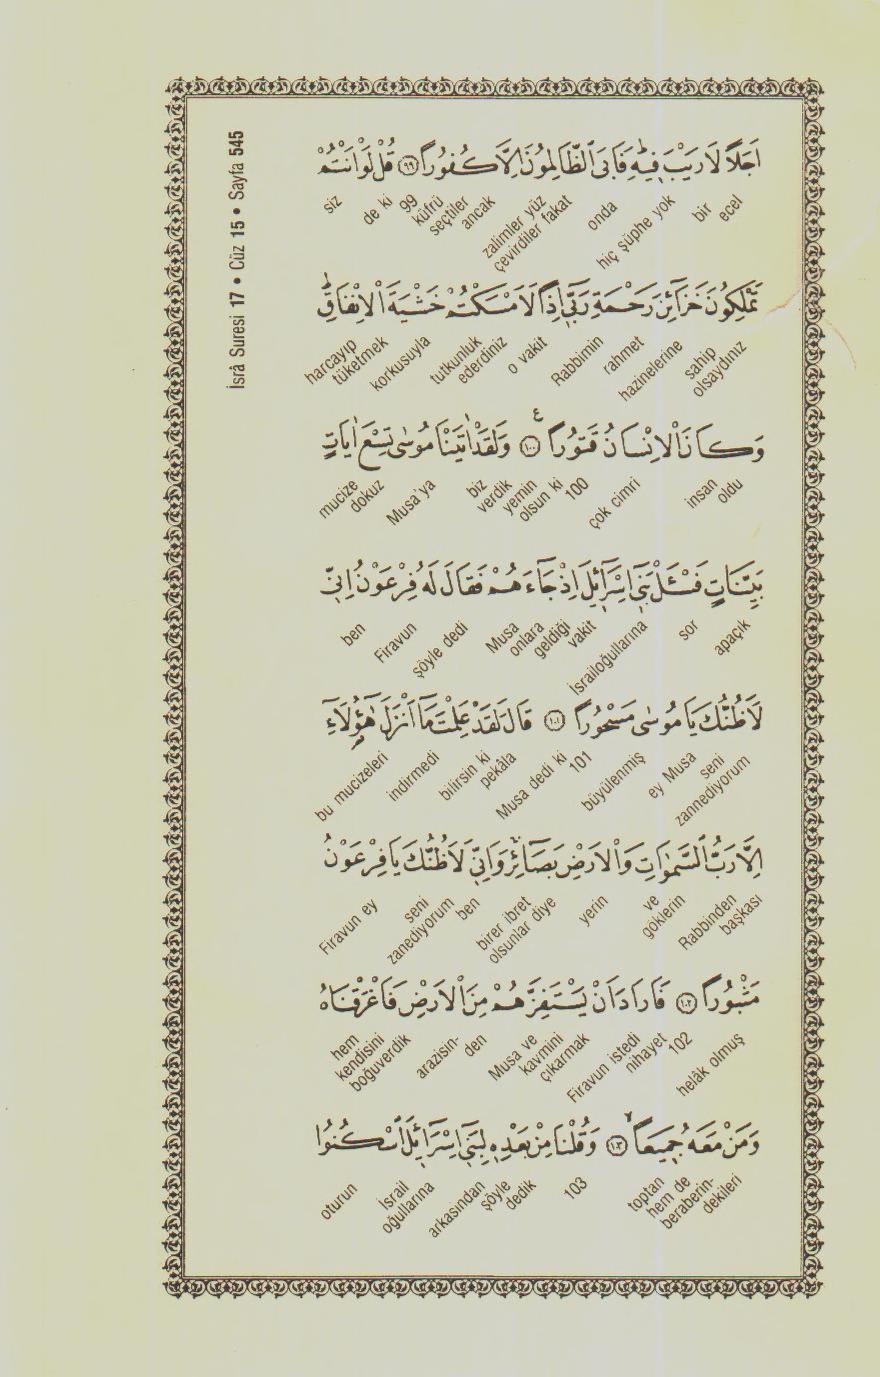 İsrâ Suresi 17 • Cüz 15 • Sayfa 545
اَجَلًا لَا رَيْبَ ف۪يهِۜ فَاَبَى الظَّالِمُونَ اِلَّا كُفُورًا ﴿٩٩﴾ قُلْ لَوْ اَنْتُمْ
ecel bir hiç şüphe yok onda zalimler yüz çevirdiler fakat ancak seçtiler küfrü 99 de ki siz
تَمْلِكُونَ خَزَٓائِنَ رَحْمَةِ رَبّ۪ٓي اِذًا لَاَمْسَكْتُمْ خَشْيَةَ الْاِنْفَاقِۜ
sahip olsaydınız hazinelerine rahmet Rabbimin o vakit tutkunluk ederdiniz korkusuyla harcayıp tüketmek
وَكَانَ الْاِنْسَانُ قَتُورًا۟ ﴿١٠٠﴾ وَلَقَدْ اٰتَيْنَا مُوسٰى تِسْعَ اٰيَاتٍ
oldu insan çok cimri 100 yemin olsun ki biz verdik Musa'ya dokuz mucize
بَيِّنَاتٍ فَسْـَٔلْ بَن۪ٓي اِسْرَٓائ۪لَ اِذْ جَٓاءَهُمْ فَقَالَ لَهُ فِرْعَوْنُ اِنّ۪ي
apaçık sor İsrailoğullarına Musa onlara geldiği vakit şöyle dedi Firavun ben
لَاَظُنُّكَ يَا مُوسٰى مَسْحُورًا ﴿١٠١﴾ قَالَ لَقَدْ عَلِمْتَ مَٓا اَنْزَلَ هٰٓؤُ۬لَٓاءِ
seni zannediyorum ey Musa büyülenmiş 101 Musa dedi ki pekâla bilirsin ki indirmedi bu mucizeleri
اِلَّا رَبُّ السَّمٰوَاتِ وَالْاَرْضِ بَصَٓائِرَۚ وَاِنّ۪ي لَاَظُنُّكَ يَا فِرْعَوْنُ
Rabbinden başkası göklerin ve yerin birer ibret olsunlar diye ben seni zanediyorum Firavun ey
مَثْبُورًا ﴿١٠٢﴾ فَاَرَادَ اَنْ يَسْتَفِزَّهُمْ مِنَ الْاَرْضِ فَاَغْرَقْنَاهُ
helâk olmuş 102 nihayet Firavun istedi Musa ve kavmini çıkarmak den arazisin- hem kendisini boğuverdik
وَمَنْ مَعَهُ جَم۪يعًاۙ ﴿١٠٣﴾ وَقُلْنَا مِنْ بَعْدِه۪ لِبَن۪ٓي اِسْرَٓائ۪لَ اسْكُنُوا
toptan hem de beraberin- dekileri 103 şöyle dedik arkasından İsrail oğullarına oturun